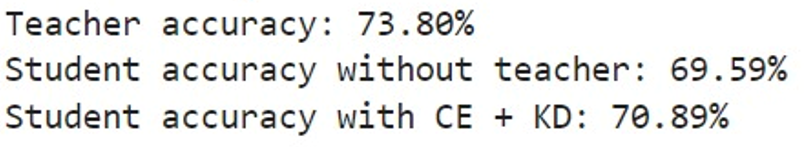 Teacher accuracy: 73.80%
Student accuracy without teacher: 69.59%
Student accuracy with CE + KD: 70.89%